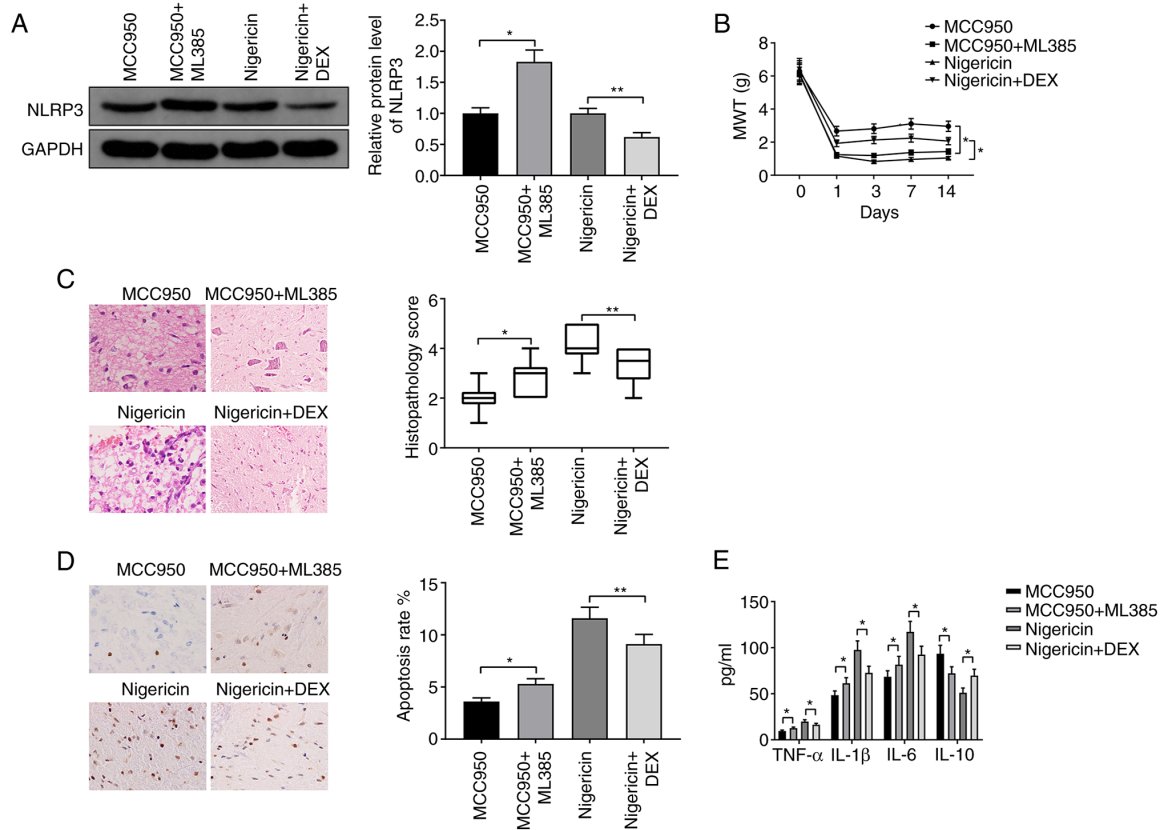 A
MCC950
MCC950+
ML385
Nigericin
Nigericin+
DEX
NLRP3
GAPDH
Relative protein level
of NLRP3
2.5
2.0
1.5
1.0
0.5
0.0
*
**
MCC950
MCC950+
ML385
Nigericin
Nigericin+
DEX
B
MCC950
MCC950+ML385
Nigericin
Nigericin+DEX
MWT (g)
8
6
4
2
0
*
*
0 1 3 7 14
Days
C
MCC950 MCC950+ML385
Nigericin Nigericin+DEX
Histopathology score
6
4
2
0
*
**
MCC950
MCC950+
ML385
Nigericin
Nigericin+
DEX
D
MCC950 MCC950+ML385
Nigericin Nigericin+DEX
Apoptosis rate %
15
10
5
0
*
**
MCC950
MCC950+
ML385
Nigericin
Nigericin+
DEX
E
MCC950
MCC950+ML385
Nigericin
Nigericin+DEX
pg/ml
150
100
50
0
* * * * * * * *
TNF-α IL-1β IL-6 IL-10